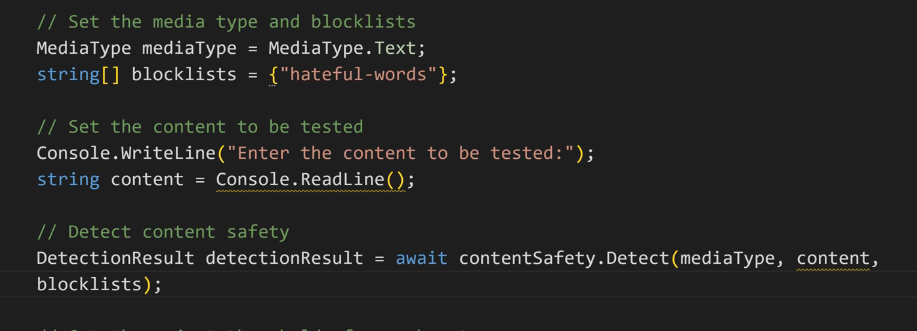 // Set the media type and blocklists
MediaType mediaType = MediaType.Text;
string[] blocklists = {"hateful-words"};
// Set the content to be tested
Console.WriteLine("Enter the content to be tested:");
string content = Console.ReadLine();
// Detect content safety
DetectionResult detectionResult = await contentSafety.Detect(mediaType, content,
blocklists);